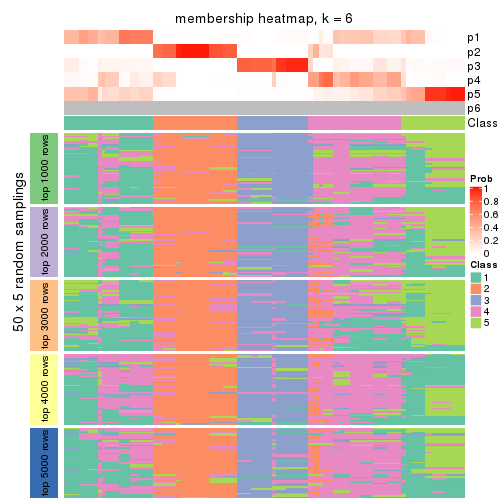 membership heatmap, k = 6
p1
p2
p3
p4
p5
p6
Class
50 x 5 random samplings
top 1000 rows
top 2000 rows
top 3000 rows
top 4000 rows
top 5000 rows
Prob
1
0.8
0.6
0.4
0.2
0
Class
1
2
3
4
5